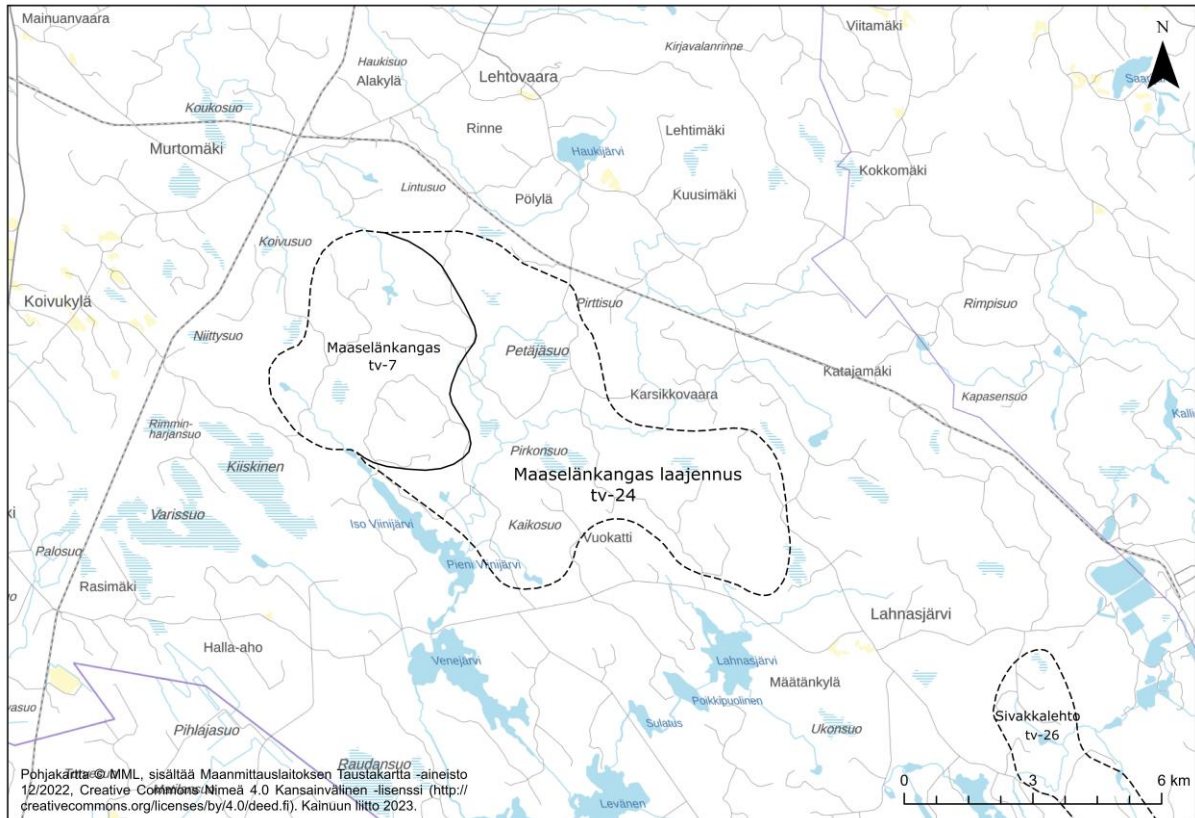 Mainuanvaara
Viitamäki
N
Kirjavalanrinne
Haukisuo
Alakylä
Lehtovaara
Koukosuo
Rinne
Lehtimäki
Murtomäki
Haukijärvi
Kokkomäki
Lintusuo
Pölylä
Kuusimäki
Koivusuo
Koivukylä
Pirttisuo
Rimpisuo
Niittysuo
Maaselänkangas
tv-7
Petäjäsuo
Katajamäki
Karsikkovaara
Kapasensuo
Rimmin-
harjansuo
Pirkonsuo
Kiiskinen
Maaselänkangas laajennus
tv-24
Varissuo
Iso Viinijärvi
Kaikosuo
Vuokatti
Palosuo
Pieni Viinijärvi
Rasimäki
Lahnasjärvi
Halla-aho
Venejärvi
Lahnasjärvi
Määtänkylä
Poikkipuolinen
Sivakkalehto
tv-26
Sulatus
Ukonsuo
Pihlajasuo
Raudansuo
Pohjakartta © MML, sisältää Maanmittauslaitoksen Taustakartta -aineisto
12/2022, Creative Commons Nimeä 4.0 Kansainvälinen -lisenssi (http://
creativecommons.org/licenses/by/4.0/deed.fi). Kainuun liitto 2023.
Levänen
0 3 6 km